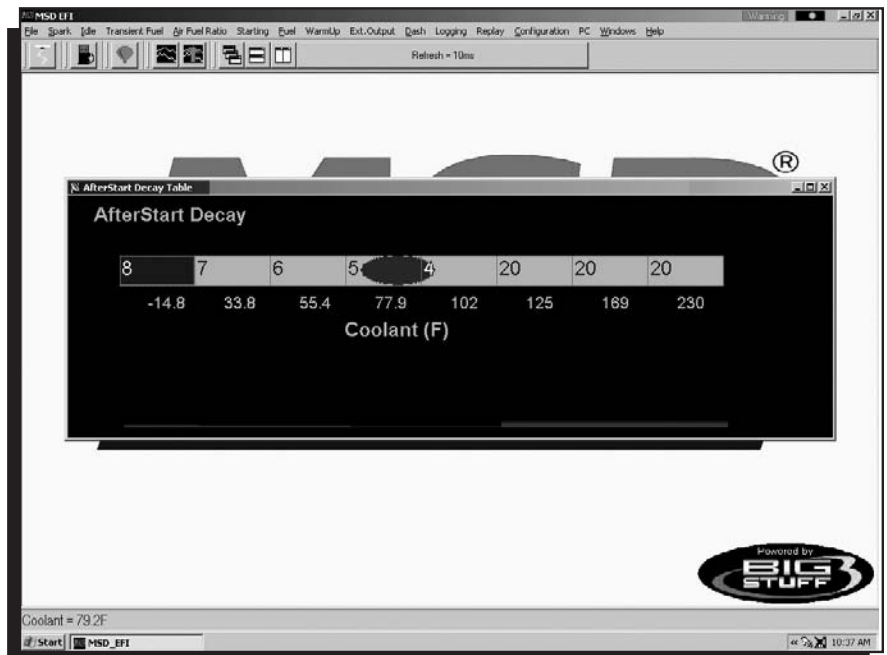 MSD EFI Warning
File Spark Idle Transient Fuel Air Fuel Ratio Starting Fuel WarmUp Ext.Output Dash Logging Replay Configuration PC Windows Help
Refresh = 10ms
®
AfterStart Decay Table
AfterStart Decay
8 7 6 5 4 20 20 20
-14.8 33.8 55.4 77.9 102 125 169 230
Coolant (F)
Powered by
BIG
STUFF 3
Coolant = 79.2F
Start MSD_EFI 10:37 AM